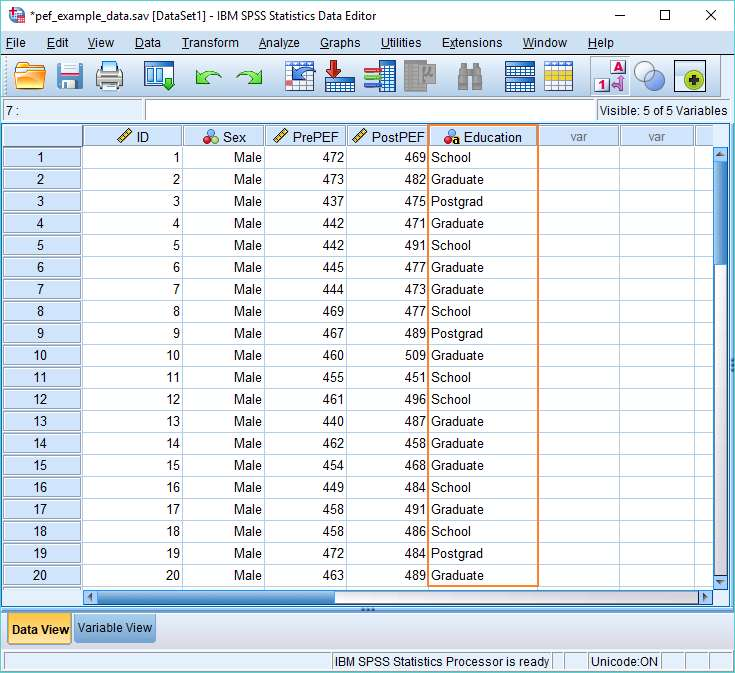 *pef_example_data.sav [DataSet1] - IBM SPSS Statistics Data Editor
File Edit View Data Transform Analyze Graphs Utilities Extensions Window Help
A
1
μ
7 : Visible: 5 of 5 Variables
ID Sex PrePEF PostPEF a Education var var
1 1 Male 472 469 School
2 2 Male 473 482 Graduate
3 3 Male 437 475 Postgrad
4 4 Male 442 471 Graduate
5 5 Male 442 491 School
6 6 Male 445 477 Graduate
7 7 Male 444 473 Graduate
8 8 Male 469 477 School
9 9 Male 467 489 Postgrad
10 10 Male 460 509 Graduate
11 11 Male 455 451 School
12 12 Male 461 496 School
13 13 Male 440 487 Graduate
14 14 Male 462 458 Graduate
15 15 Male 454 468 Graduate
16 16 Male 449 484 School
17 17 Male 458 491 Graduate
18 18 Male 458 486 School
19 19 Male 472 484 Postgrad
20 20 Male 463 489 Graduate
Data View Variable View
IBM SPSS Statistics Processor is ready Unicode:ON